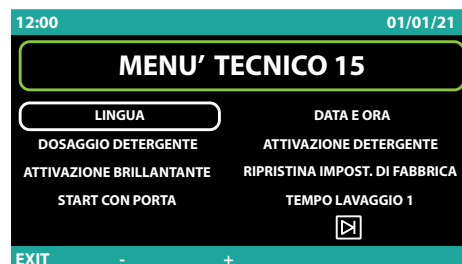 12:00 01/01/21
MENU’ TECNICO 15
LINGUA DATA E ORA
DOSAGGIO DETERGENTE ATTIVAZIONE DETERGENTE
ATTIVAZIONE BRILLANTANTE RIPRISTINA IMPOST. DI FABBRICA
START CON PORTA TEMPO LAVAGGIO 1
EXIT - +